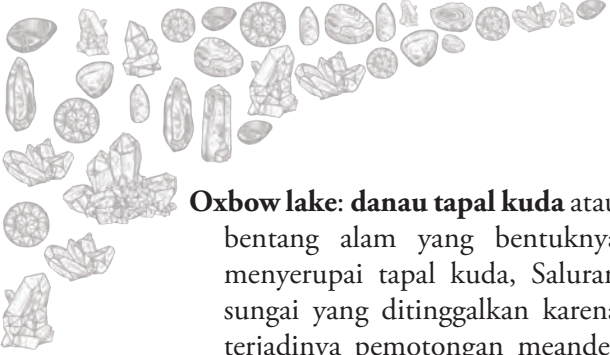 Oxbow lake: danau tapal kuda atau
bentang alam yang bentuknya
menyerupai tapal kuda, Saluran
sungai yang ditinggalkan karena
terjadinya pemotongan meander